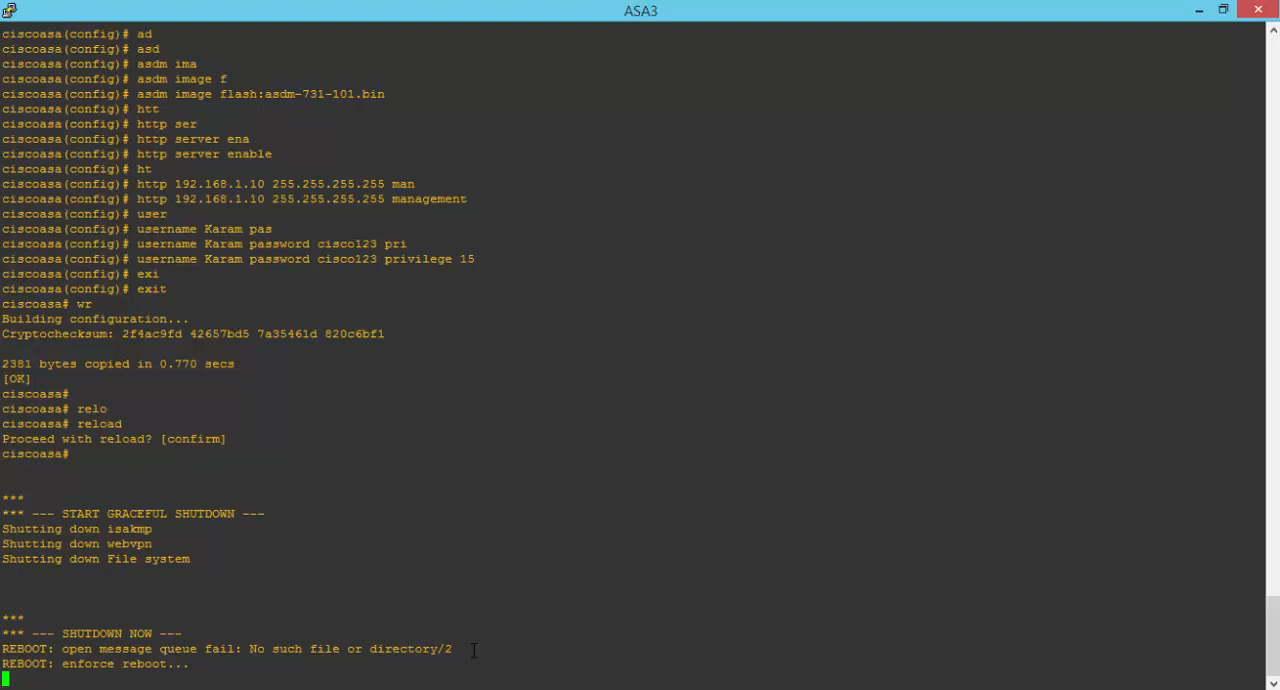 ASA3
ciscoasa(config)# ad
ciscoasa(config)# asd
ciscoasa(config)# asdm ima
ciscoasa(config)# asdm image f
ciscoasa(config)# asdm image flash:asdm-731-101.bin
ciscoasa(config)# htt
ciscoasa(config)# http ser
ciscoasa(config)# http server ena
ciscoasa(config)# http server enable
ciscoasa(config)# ht
ciscoasa(config)# http 192.168.1.10 255.255.255.255 man
ciscoasa(config)# http 192.168.1.10 255.255.255.255 management
ciscoasa(config)# user
ciscoasa(config)# username Karam pas
ciscoasa(config)# username Karam password cisco123 pri
ciscoasa(config)# username Karam password cisco123 privilege 15
ciscoasa(config)# exi
ciscoasa(config)# exit
ciscoasa# wr
Building configuration...
Cryptochecksum: 2f4ac9fd 42657bd5 7a35461d 820c6bf1
2381 bytes copied in 0.770 secs
[OK]
ciscoasa#
ciscoasa# relo
ciscoasa# reload
Proceed with reload? [confirm]
ciscoasa#
***
*** --- START GRACEFUL SHUTDOWN ---
Shutting down isakmp
Shutting down webvpn
Shutting down File system
***
*** --- SHUTDOWN NOW ---
REBOOT: open message queue fail: No such file or directory/2
REBOOT: enforce reboot...